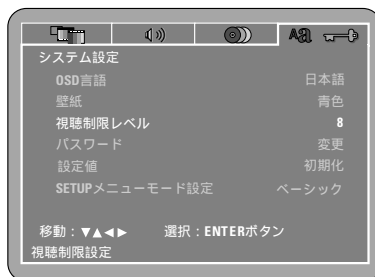 Aa
システム設定
OSD言語 日本語
壁紙 青色
視聴制限レベル 8
パスワード 変更
設定値 初期化
SETUPメニューモード設定 ベーシック
移動：▼▲◀▶ 選択：ENTERボタン
視聴制限設定